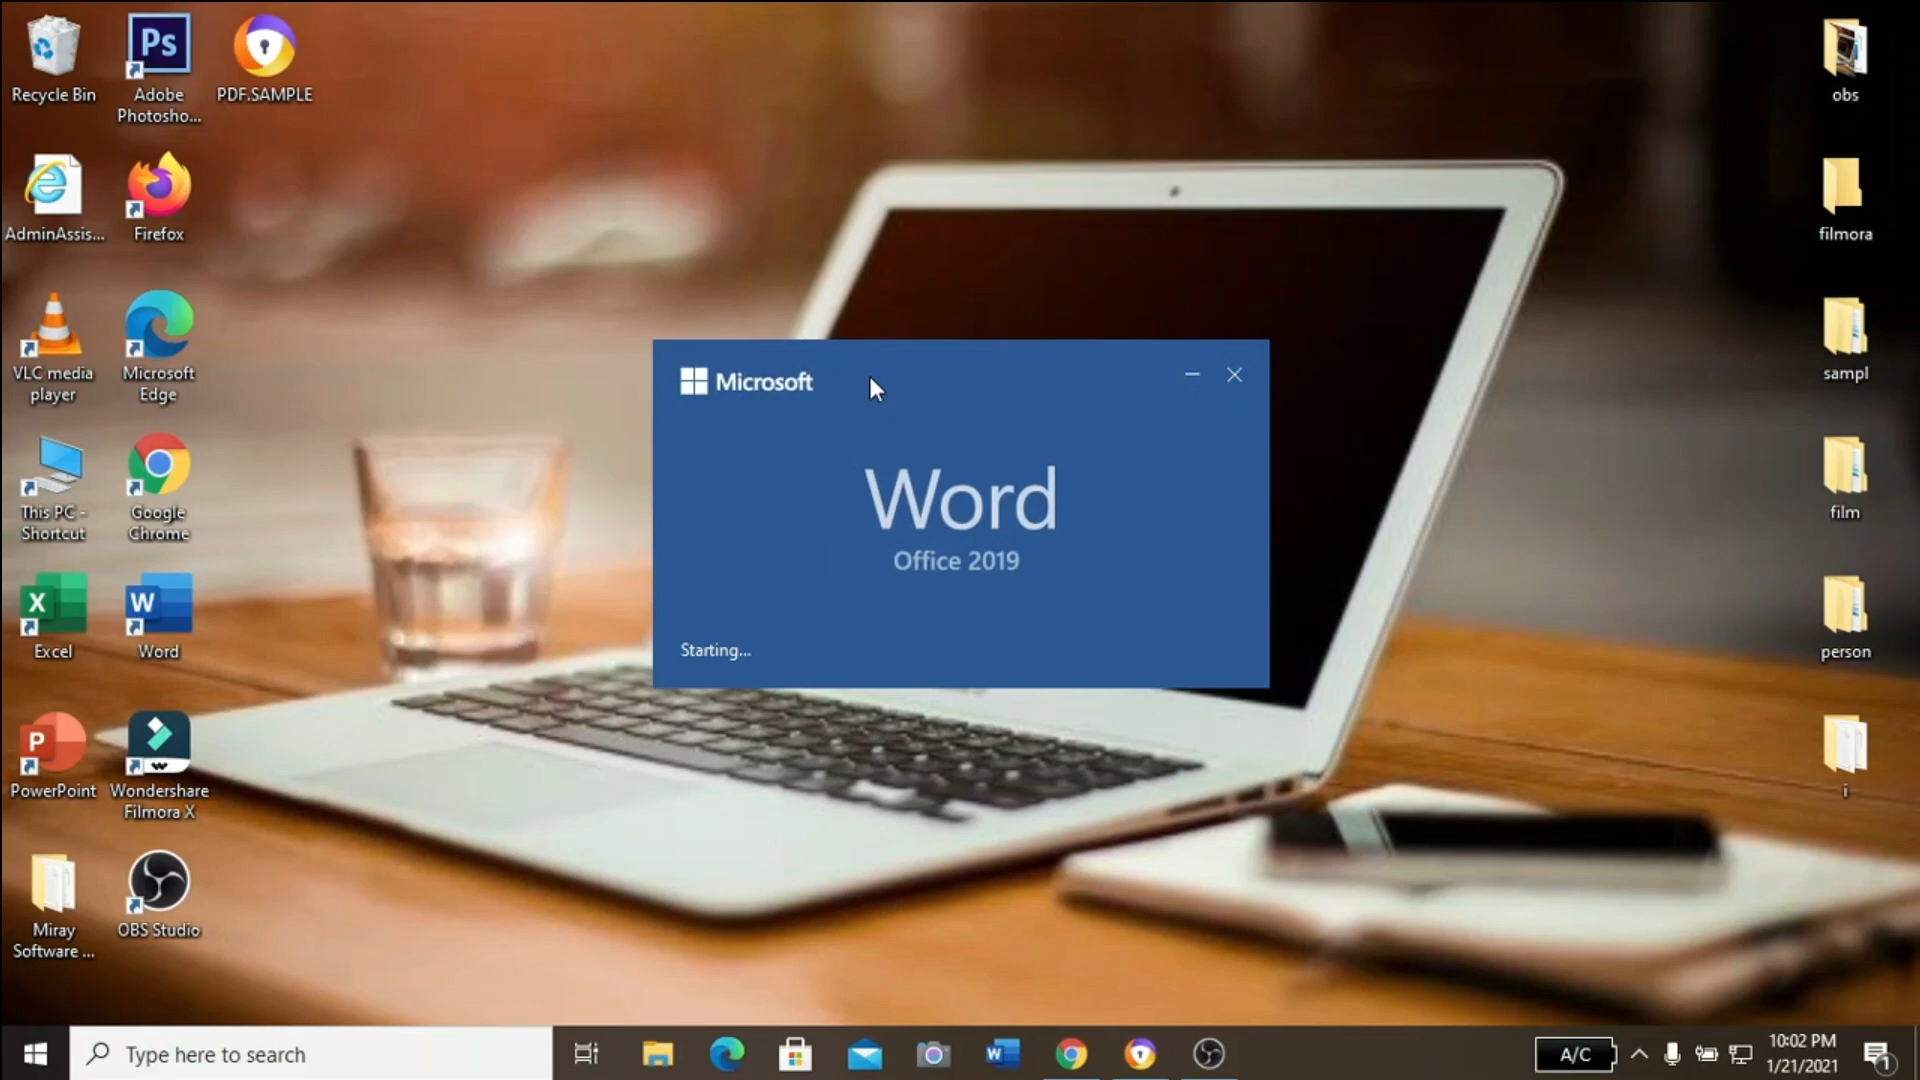 Recycle Bin
Adobe
Photosho...
PDF.SAMPLE
AdminAssis...
Firefox
VLC media
player
Microsoft
Edge
This PC -
Shortcut
Google
Chrome
Excel
Word
PowerPoint
Wondershare
Filmora X
Miray
Software ...
OBS Studio
Ps
X
W
P
Microsoft
Word
Office 2019
Starting...
obs
filmora
sampl
film
person
i
Type here to search
W
A/C
10:02 PM
1/21/2021
1